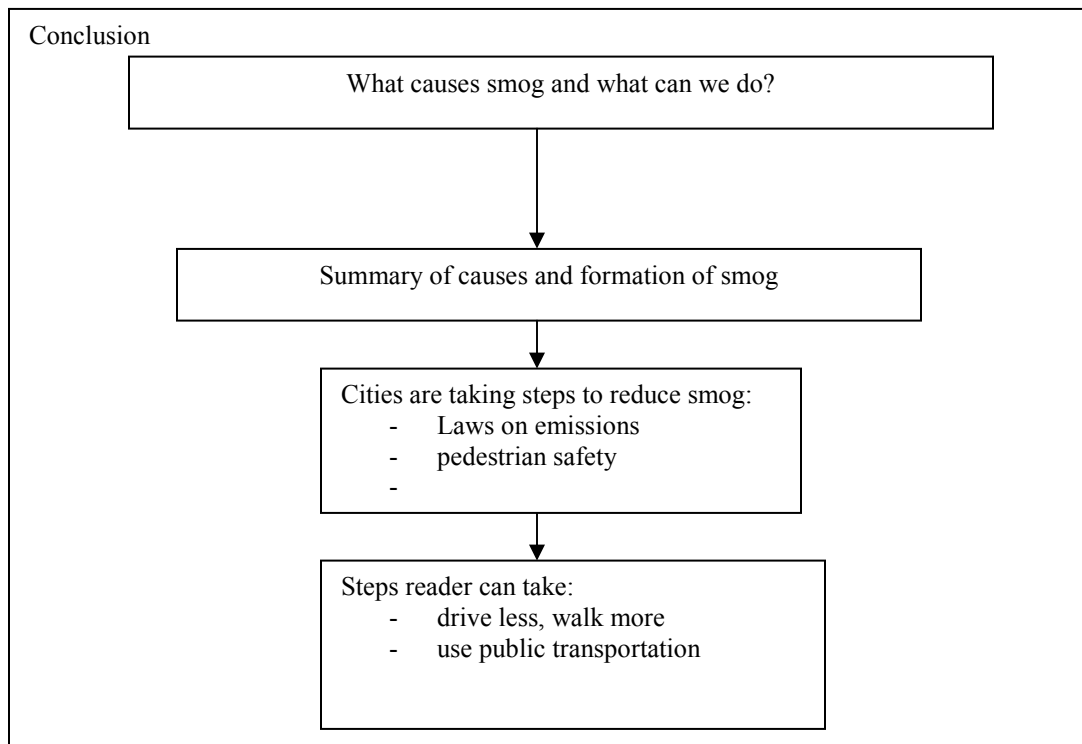 Conclusion
What causes smog and what can we do?
Summary of causes and formation of smog
Cities are taking steps to reduce smog:
- Laws on emissions
- pedestrian safety
-
Steps reader can take:
- drive less, walk more
- use public transportation